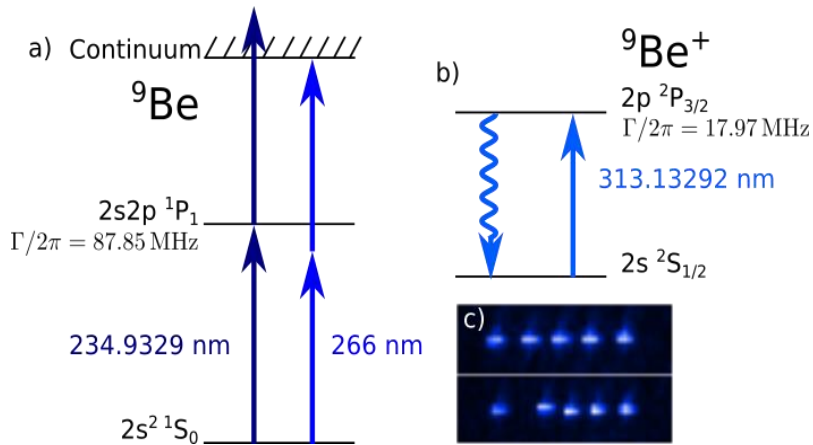 a) Continuum
⁹Be
2s2p ¹P₁
Γ/2π = 87.85 MHz
234.9329 nm
266 nm
2s² ¹S₀
⁹Be⁺
b)
2p ²P₃/₂
Γ/2π = 17.97 MHz
313.13292 nm
2s ²S₁/₂
c)